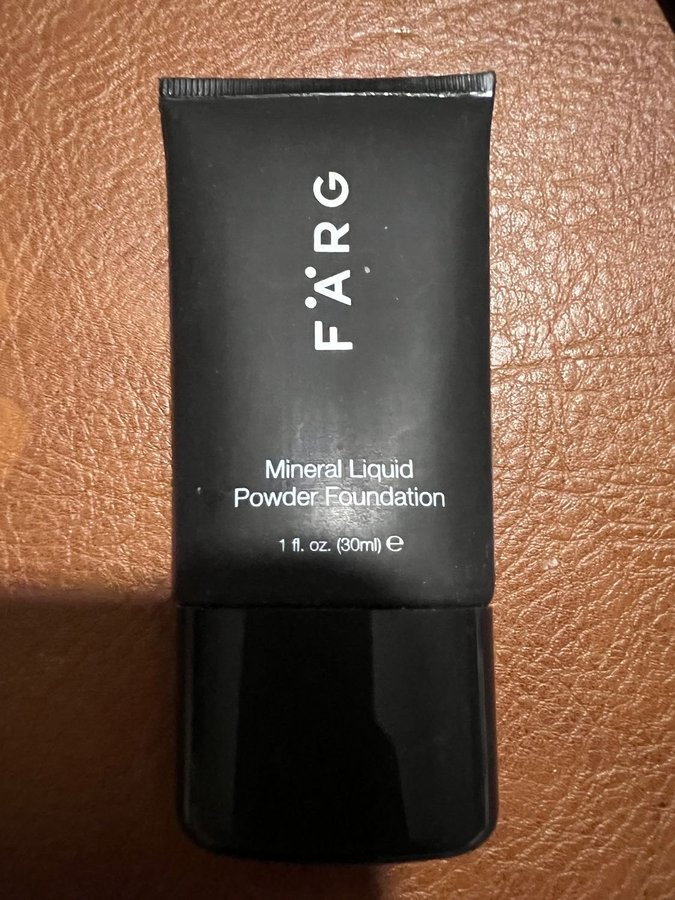 FÄRG
Mineral Liquid
Powder Foundation
1 fl. oz. (30ml) ℮